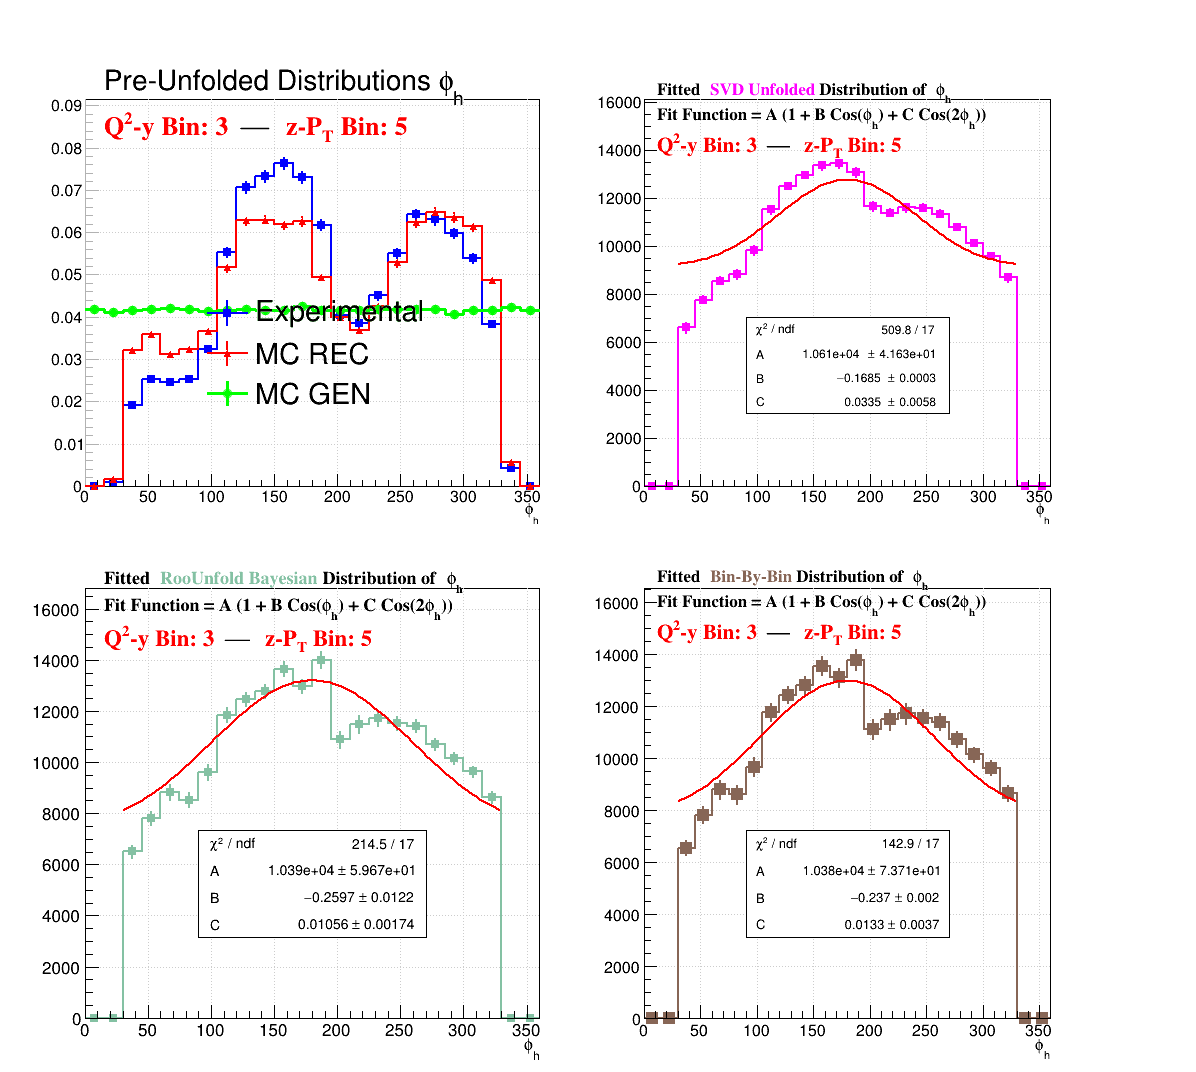 Pre-Unfolded Distributions ϕh
Q²-y Bin: 3 — z-PT Bin: 5
0.09
0.08
0.07
0.06
0.05
0.04
0.03
0.02
0.01
0
Experimental
MC REC
MC GEN
0 50 100 150 200 250 300 350
ϕh
Fitted SVD Unfolded Distribution of ϕh
Fit Function = A (1 + B Cos(ϕh) + C Cos(2ϕh))
Q²-y Bin: 3 — z-PT Bin: 5
16000
14000
12000
10000
8000
6000
4000
2000
0
χ² / ndf 509.8 / 17
A 1.061e+04 ± 4.163e+01
B −0.1685 ± 0.0003
C 0.0335 ± 0.0058
0 50 100 150 200 250 300 350
ϕh
Fitted RooUnfold Bayesian Distribution of ϕh
Fit Function = A (1 + B Cos(ϕh) + C Cos(2ϕh))
Q²-y Bin: 3 — z-PT Bin: 5
16000
14000
12000
10000
8000
6000
4000
2000
0
χ² / ndf 214.5 / 17
A 1.039e+04 ± 5.967e+01
B −0.2597 ± 0.0122
C 0.01056 ± 0.00174
0 50 100 150 200 250 300 350
ϕh
Fitted Bin-By-Bin Distribution of ϕh
Fit Function = A (1 + B Cos(ϕh) + C Cos(2ϕh))
Q²-y Bin: 3 — z-PT Bin: 5
16000
14000
12000
10000
8000
6000
4000
2000
0
χ² / ndf 142.9 / 17
A 1.038e+04 ± 7.371e+01
B −0.237 ± 0.002
C 0.0133 ± 0.0037
0 50 100 150 200 250 300 350
ϕh